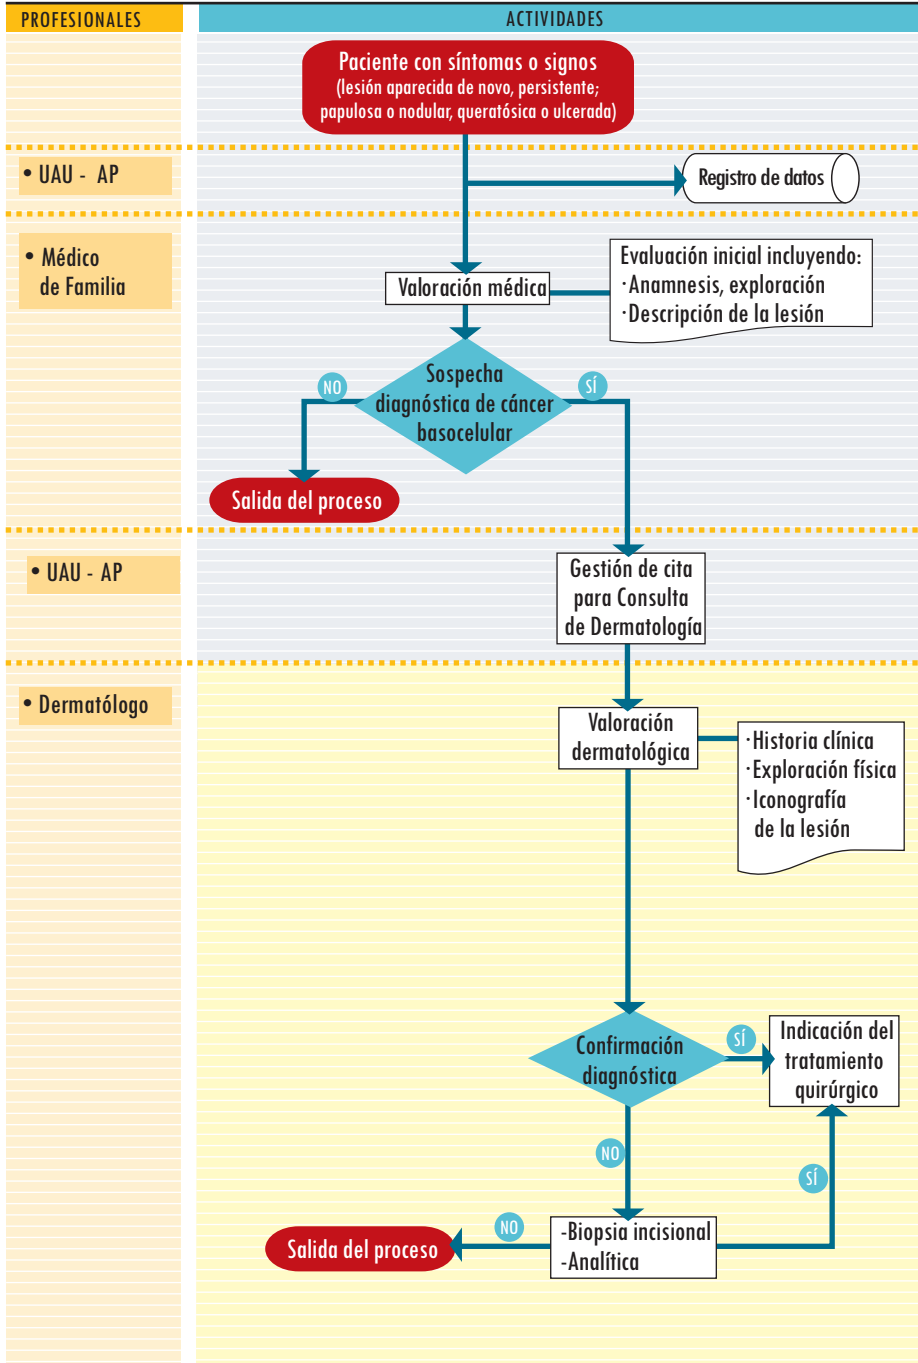 PROFESIONALES
ACTIVIDADES
Paciente con síntomas o signos
(lesión aparecida de novo, persistente;
papulosa o nodular, queratósica o ulcerada)
• UAU - AP
Registro de datos
• Médico
de Familia
Evaluación inicial incluyendo:
·Anamnesis, exploración
·Descripción de la lesión
Valoración médica
Sospecha
diagnóstica de cáncer
basocelular
NO
SÍ
Salida del proceso
• UAU - AP
Gestión de cita
para Consulta
de Dermatología
• Dermatólogo
Valoración
dermatológica
·Historia clínica
·Exploración física
·Iconografía
de la lesión
Confirmación
diagnóstica
SÍ
Indicación del
tratamiento
quirúrgico
NO
SÍ
-Biopsia incisional
-Analítica
NO
Salida del proceso